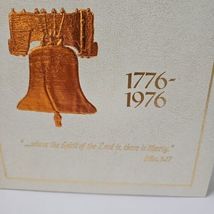 1776-
1976
"...where the Spirit of the Lord is, there is liberty."